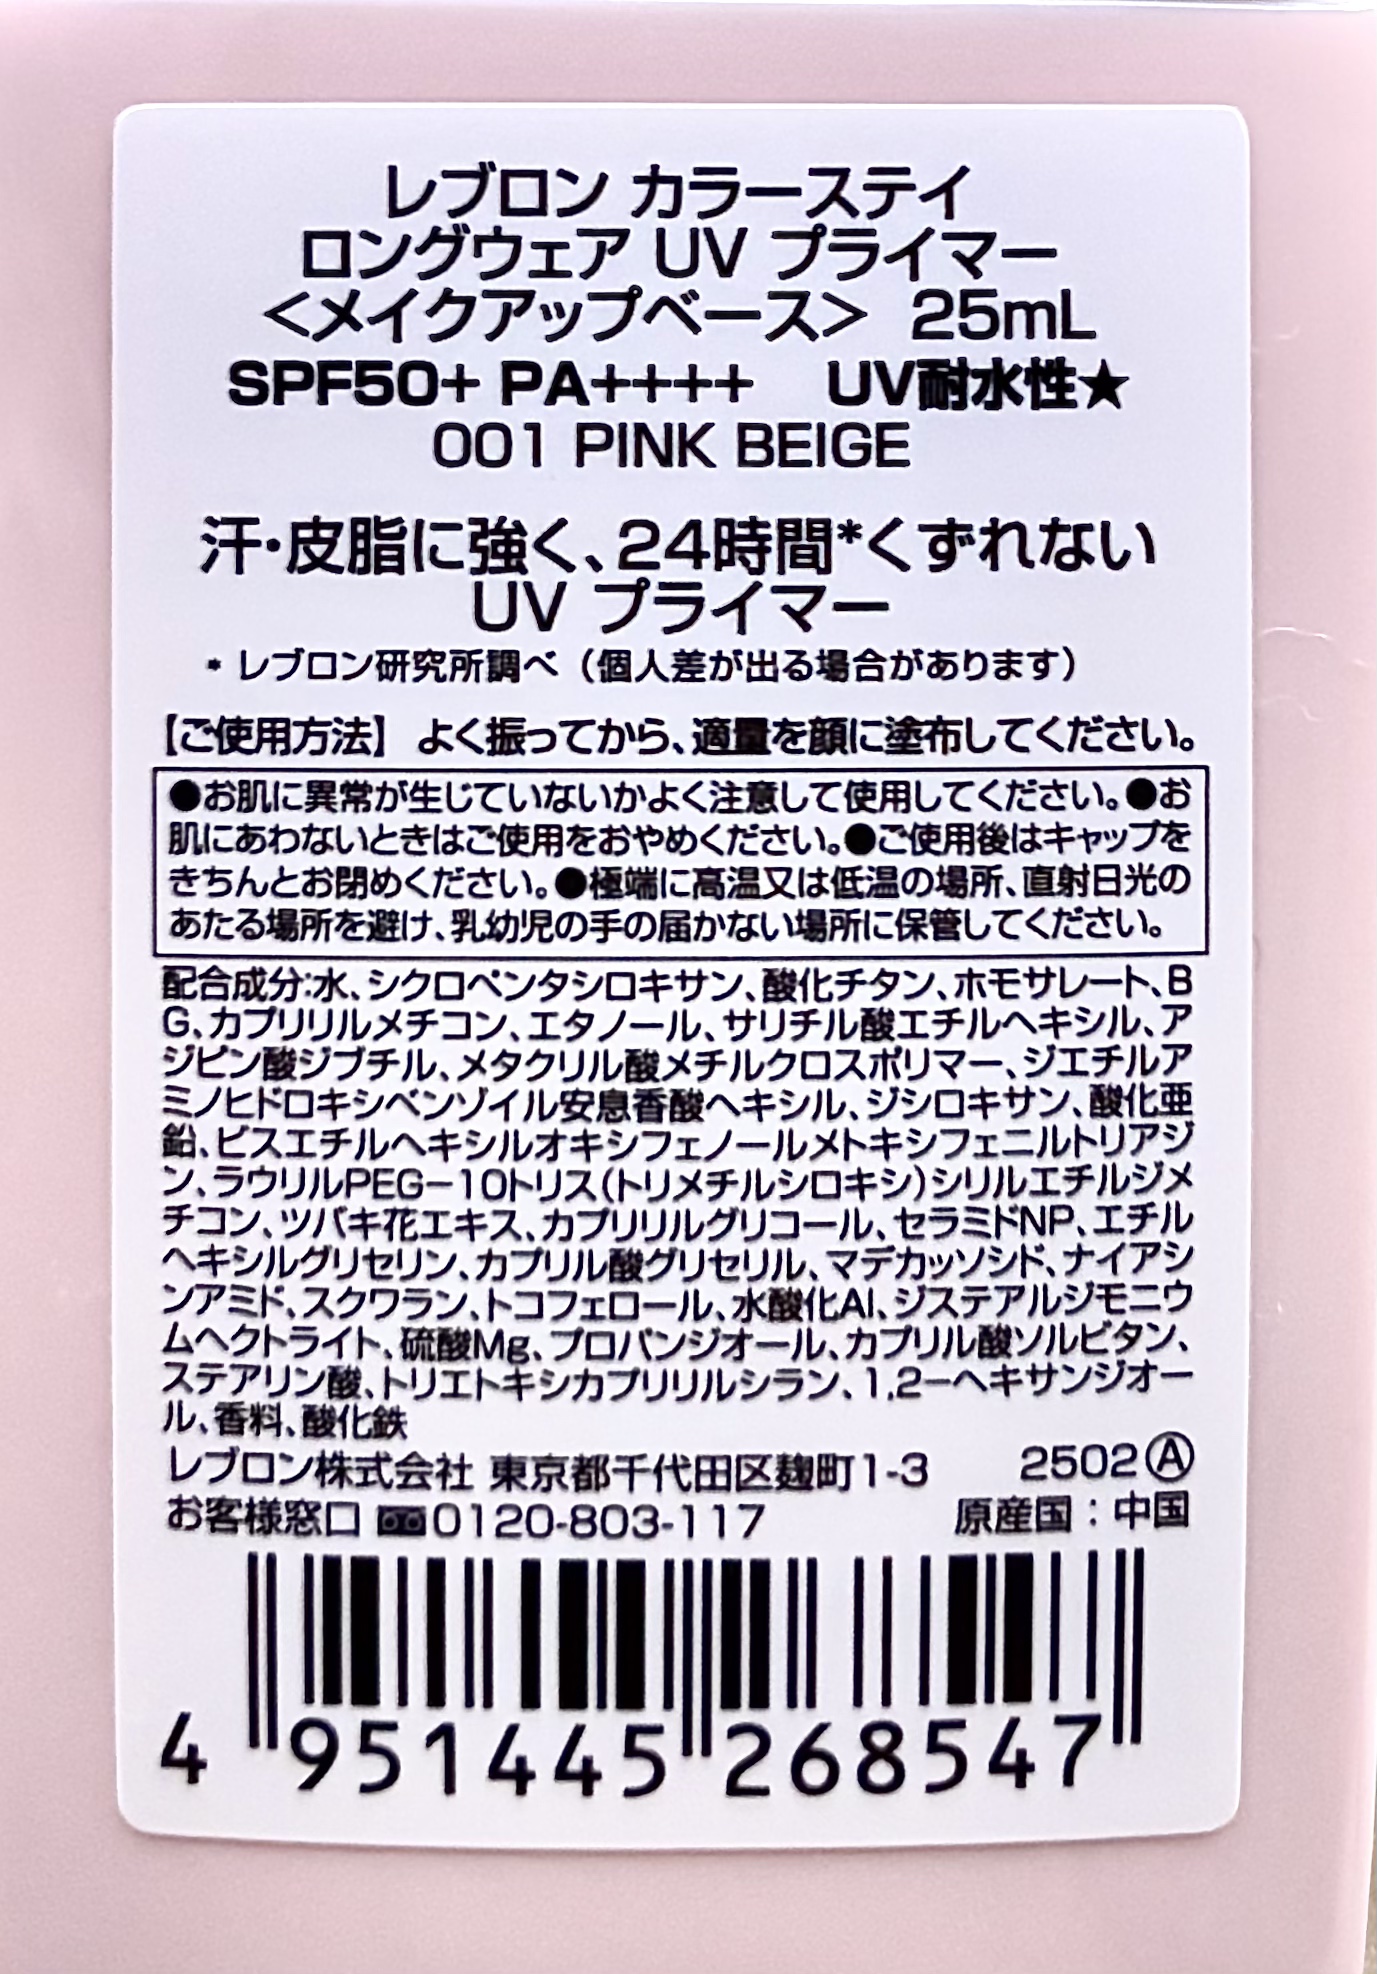 レブロン カラーステイ
ロングウェア UV プライマー
<メイクアップベース> 25mL
SPF50+ PA++++ UV耐水性★
001 PINK BEIGE
汗・皮脂に強く、24時間*くずれない
UV プライマー
* レブロン研究所調べ（個人差が出る場合があります）
【ご使用方法】よく振ってから、適量を顔に塗布してください。
●お肌に異常が生じていないかよく注意して使用してください。●お
肌にあわないときはご使用をおやめください。●ご使用後はキャップを
きちんとお閉めください。●極端に高温又は低温の場所、直射日光の
あたる場所を避け、乳幼児の手の届かない場所に保管してください。
配合成分:水、シクロペンタシロキサン、酸化チタン、ホモサレート、B
G、カプリリルメチコン、エタノール、サリチル酸エチルヘキシル、ア
ジピン酸ジブチル、メタクリル酸メチルクロスポリマー、ジエチルア
ミノヒドロキシベンゾイル安息香酸ヘキシル、ジシロキサン、酸化亜
鉛、ビスエチルヘキシルオキシフェノールメトキシフェニルトリアジ
ン、ラウリルPEG-10トリス(トリメチルシロキシ)シリルエチルジメ
チコン、ツバキ花エキス、カプリリルグリコール、セラミドNP、エチル
ヘキシルグリセリン、カプリル酸グリセリル、マデカッソシド、ナイアシ
ンアミド、スクワラン、トコフェロール、水酸化Al、ジステアルジモニウ
ムヘクトライト、硫酸Mg、プロパンジオール、カプリル酸ソルビタン、
ステアリン酸、トリエトキシカプリリルシラン、1,2-ヘキサンジオー
ル、香料、酸化鉄
レブロン株式会社 東京都千代田区麹町1-3 2502Ⓐ
お客様窓口 0120-803-117 原産国：中国
4 951445 268547